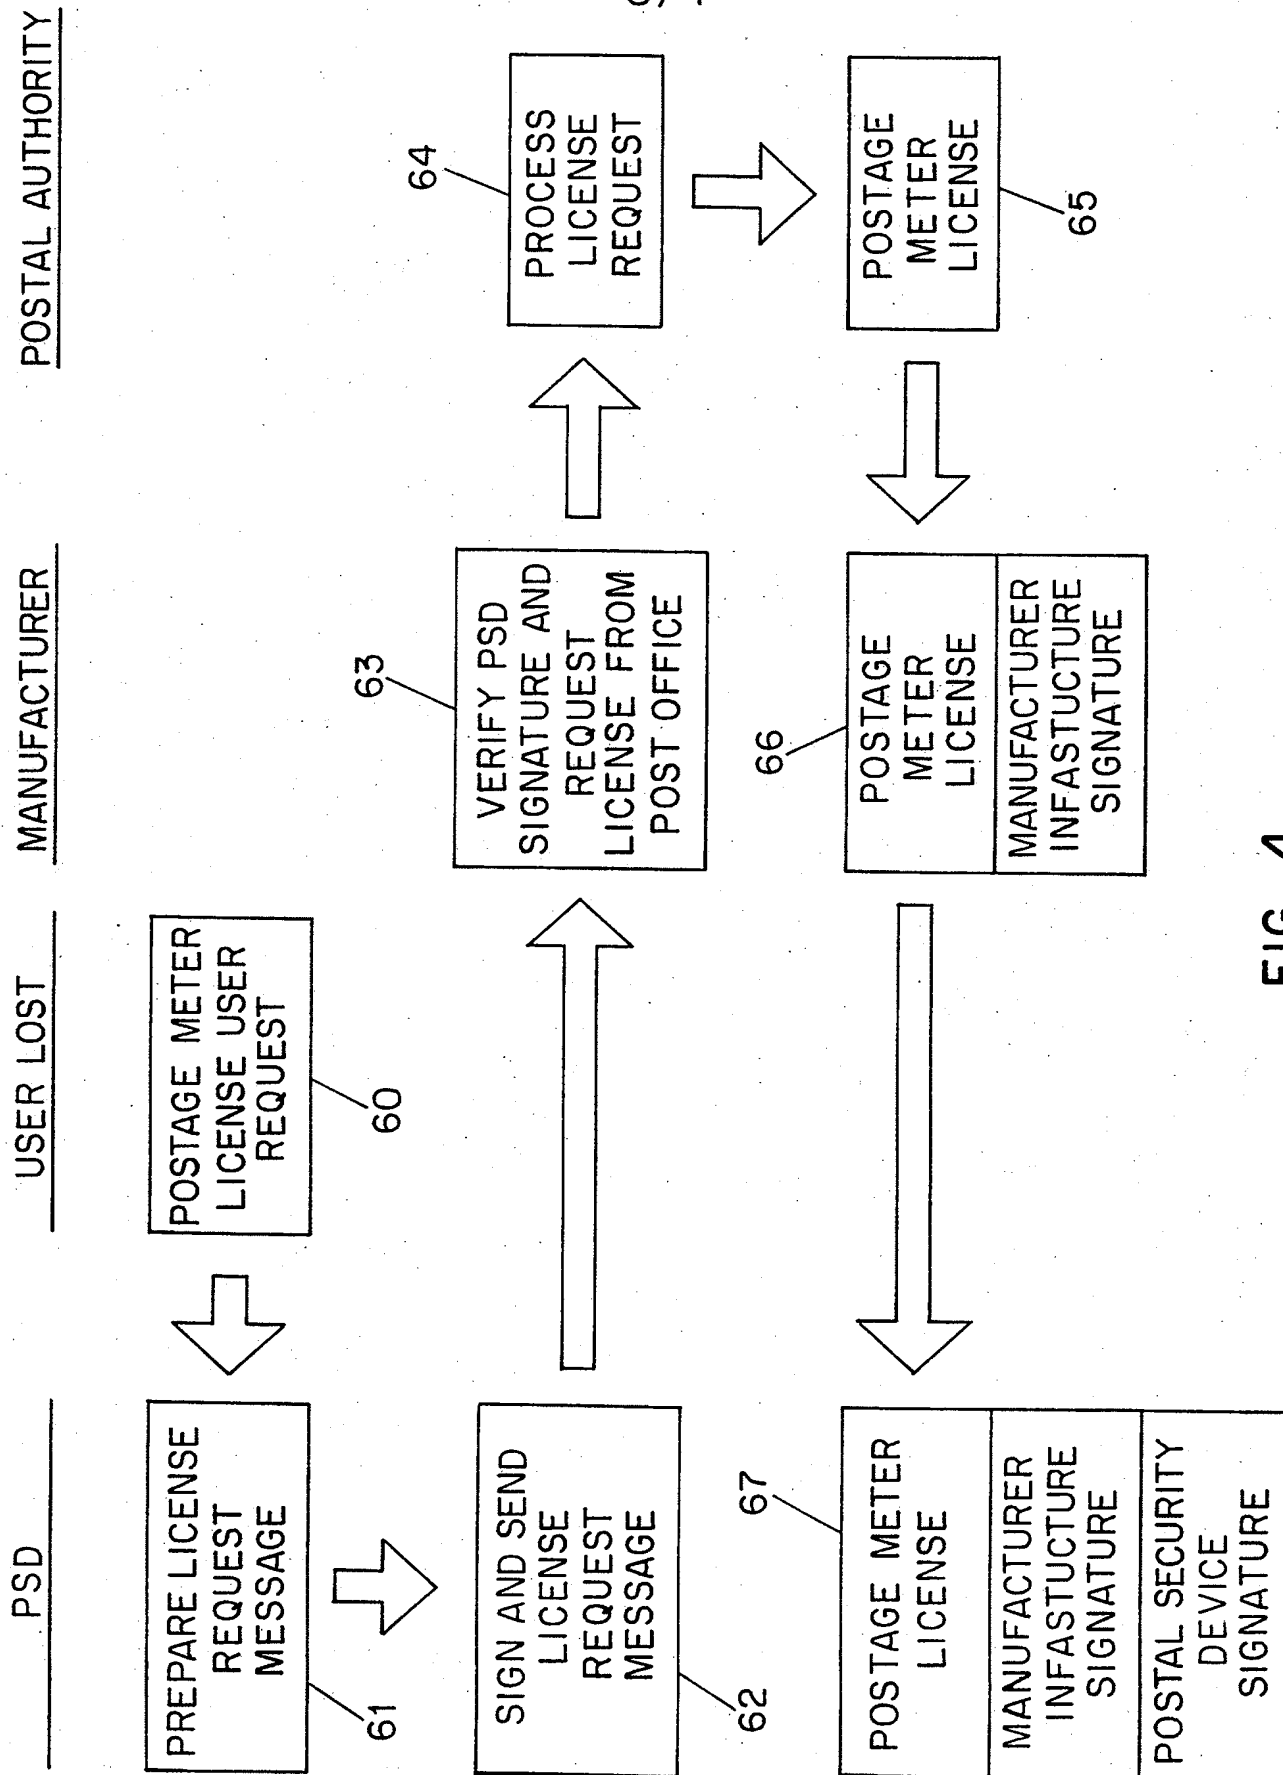 PSD
USER LOST
MANUFACTURER
POSTAL AUTHORITY
POSTAGE METER
LICENSE USER
REQUEST
60
PREPARE LICENSE
REQUEST
MESSAGE
61
SIGN AND SEND
LICENSE
REQUEST
MESSAGE
62
63
VERIFY PSD
SIGNATURE AND
REQUEST
LICENSE FROM
POST OFFICE
64
PROCESS
LICENSE
REQUEST
POSTAGE
METER
LICENSE
65
66
POSTAGE
METER
LICENSE
MANUFACTURER
INFASTUCTURE
SIGNATURE
67
POSTAGE METER
LICENSE
MANUFACTURER
INFASTUCTURE
SIGNATURE
POSTAL SECURITY
DEVICE
SIGNATURE
FIG. 4